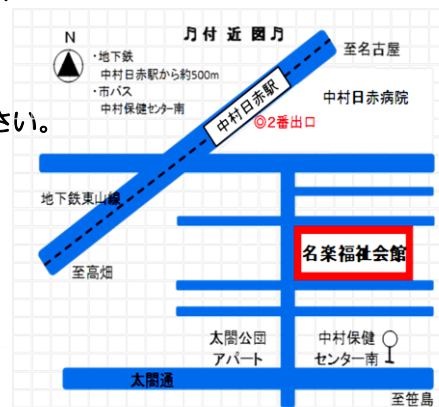 付近図
N
至名古屋
・地下鉄
中村日赤駅から約500m
・市バス
中村保健センター南
中村日赤病院
さい。
中村日赤駅
◎2番出口
地下鉄東山線
名楽福祉会館
至高畑
太閤公団
アパート
中村保健
センター南
太閤通
至笹島